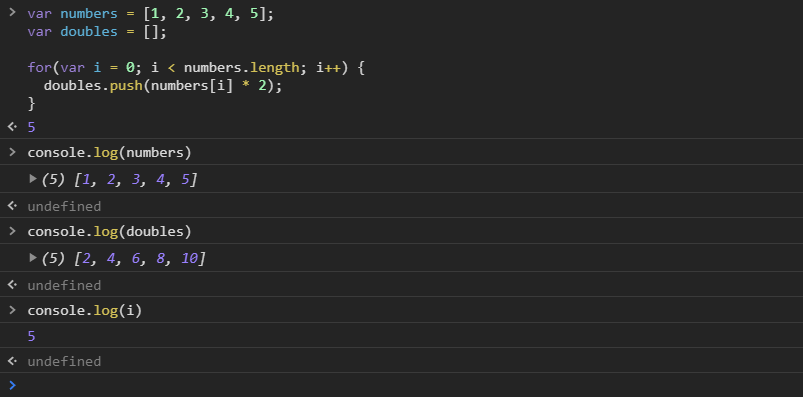 var numbers = [1, 2, 3, 4, 5];
var doubles = [];
for(var i = 0; i < numbers.length; i++) {
doubles.push(numbers[i] * 2);
}
5
console.log(numbers)
(5) [1, 2, 3, 4, 5]
undefined
console.log(doubles)
(5) [2, 4, 6, 8, 10]
undefined
console.log(i)
5
undefined